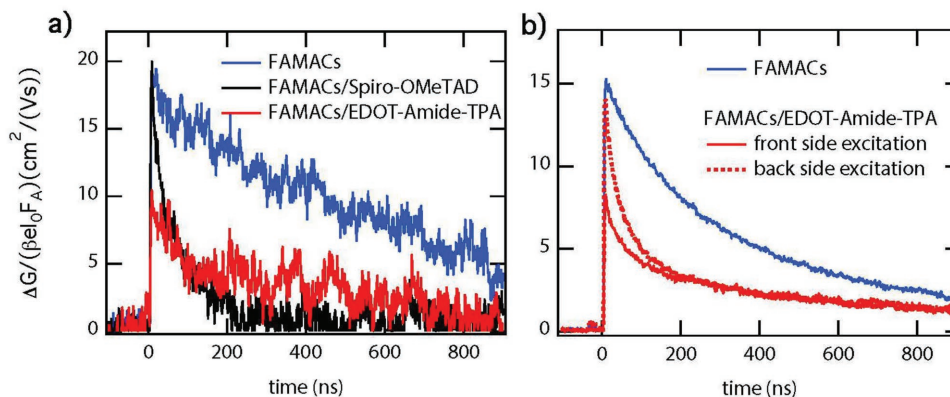 a)
ΔG/(βeI₀F_A)(cm²/(Vs))
20
15
10
5
0
FAMACs
FAMACs/Spiro-OMeTAD
FAMACs/EDOT-Amide-TPA
0 200 400 600 800
time (ns)
b)
15
10
5
0
FAMACs
FAMACs/EDOT-Amide-TPA
front side excitation
back side excitation
0 200 400 600 800
time (ns)